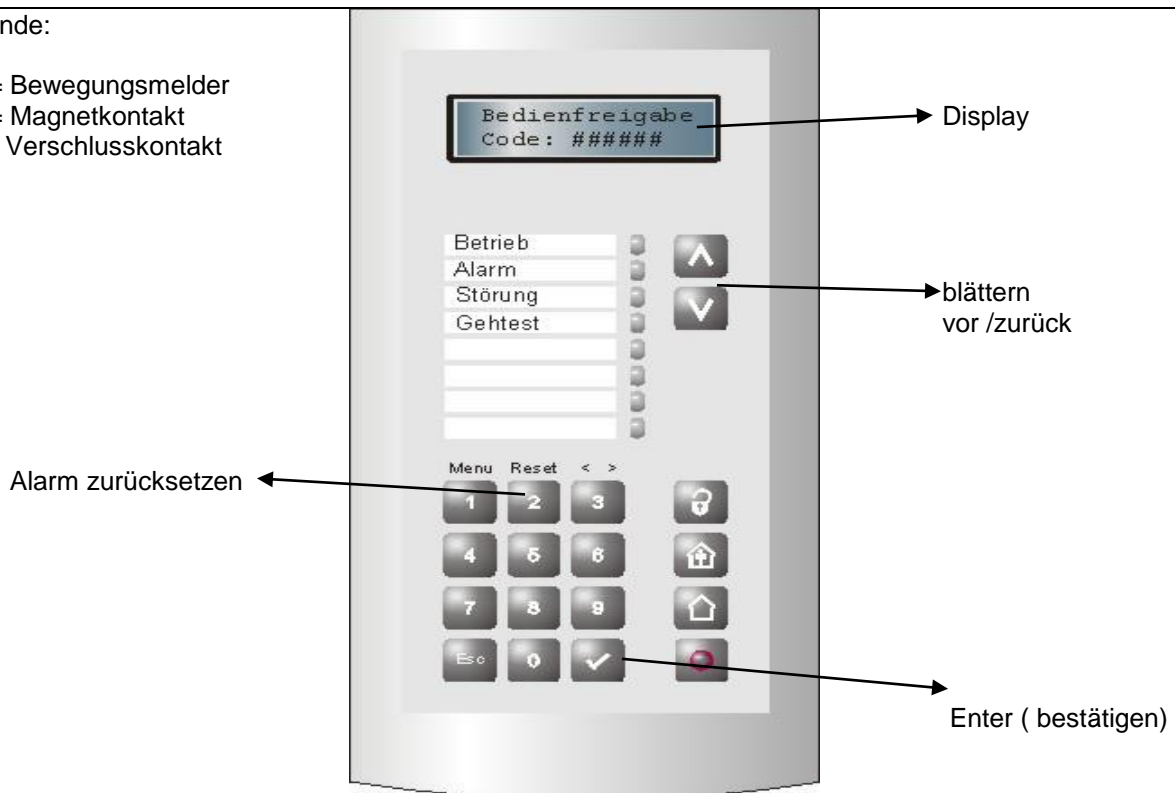 nde:
= Bewegungsmelder
= Magnetkontakt
Verschlusskontakt
Bedienfreigabe
Code: ######
Display
Betrieb
Alarm
Störung
Gehtest
blättern
vor /zurück
Menu Reset < >
Alarm zurücksetzen
1 2 3
4 5 6
7 8 9
Esc 0
Enter ( bestätigen)